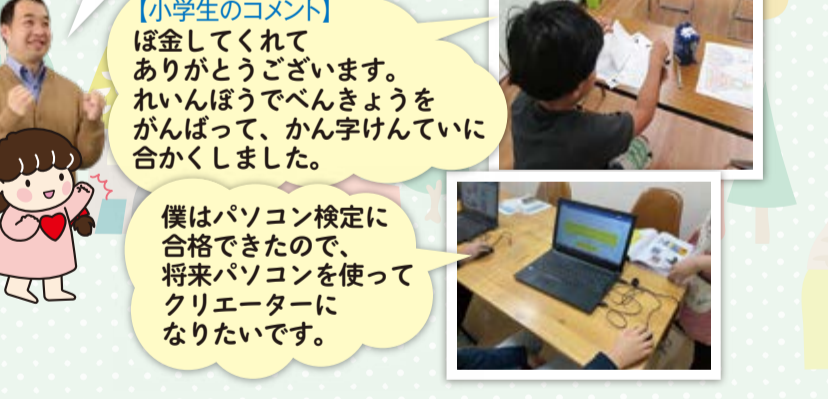 【小学生のコメント】
ぼ金してくれて
ありがとうございます。
れいんぼうでべんきょうを
がんばって、かん字けんていに
合かくしました。
僕はパソコン検定に
合格できたので、
将来パソコンを使って
クリエーターに
なりたいです。